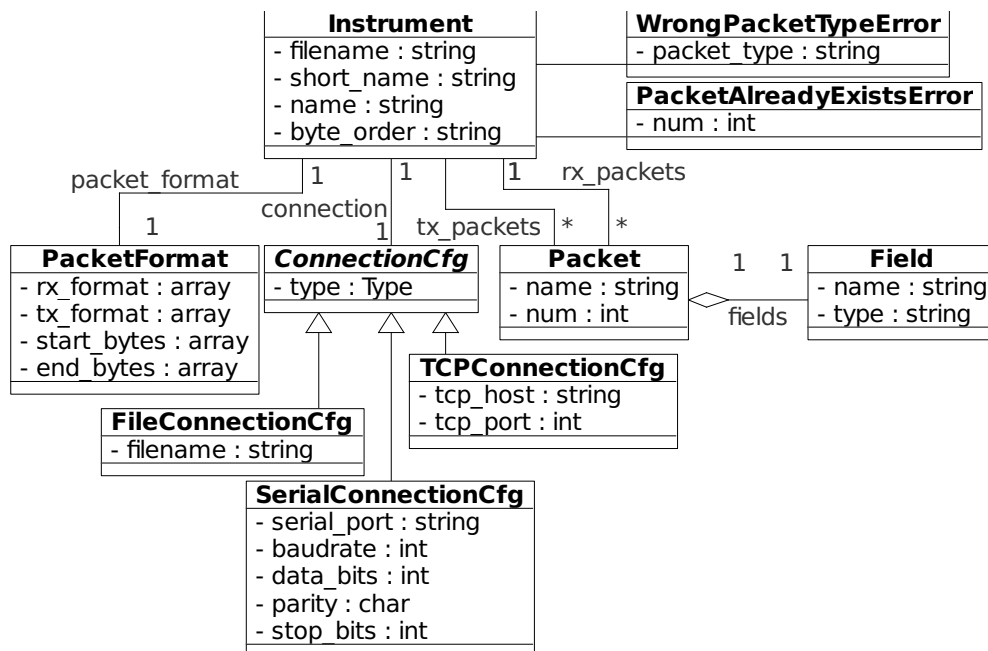 Instrument
- filename : string
- short_name : string
- name : string
- byte_order : string
WrongPacketTypeError
- packet_type : string
PacketAlreadyExistsError
- num : int
packet_format
1
1
connection
1
1
tx_packets
1
*
rx_packets
1
*
PacketFormat
- rx_format : array
- tx_format : array
- start_bytes : array
- end_bytes : array
ConnectionCfg
- type : Type
Packet
- name : string
- num : int
1
1
fields
Field
- name : string
- type : string
TCPConnectionCfg
- tcp_host : string
- tcp_port : int
FileConnectionCfg
- filename : string
SerialConnectionCfg
- serial_port : string
- baudrate : int
- data_bits : int
- parity : char
- stop_bits : int